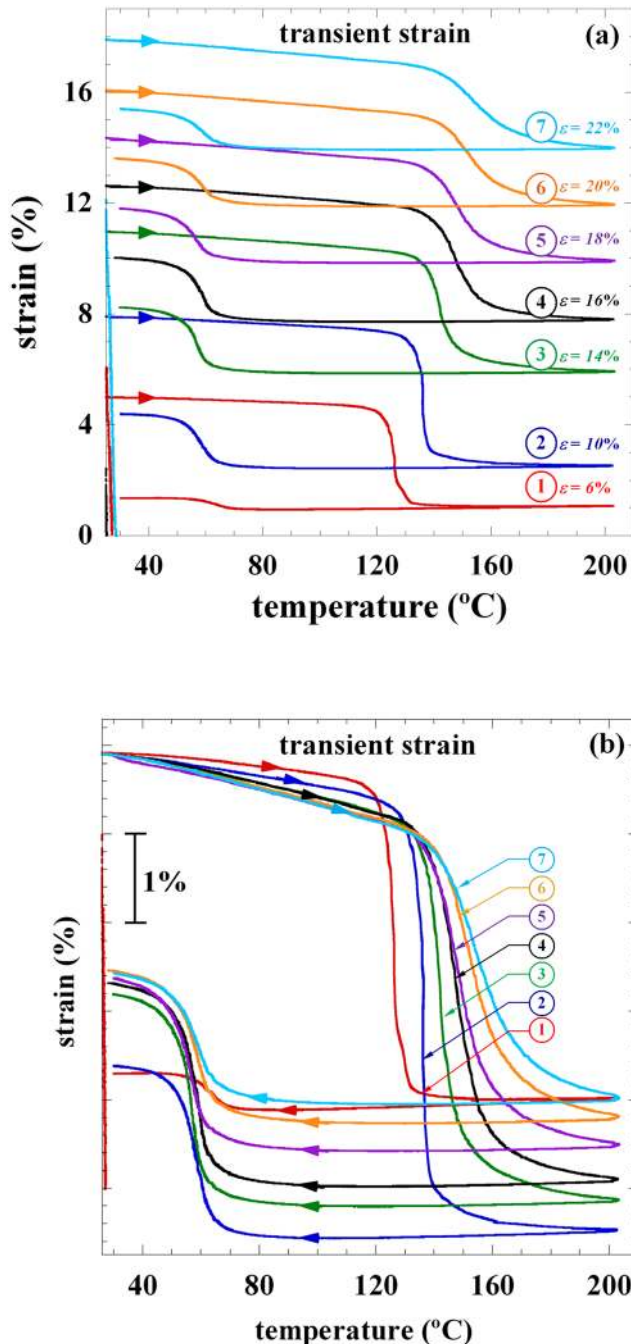 transient strain (a)
16
7 ε = 22%
6 ε = 20%
12
5 ε = 18%
strain (%)
4 ε = 16%
8
3 ε = 14%
4
2 ε = 10%
1 ε = 6%
0
40 80 120 160 200
temperature (ºC)
transient strain (b)
1%
7
6
5
4
3
2
1
strain (%)
40 80 120 160 200
temperature (ºC)